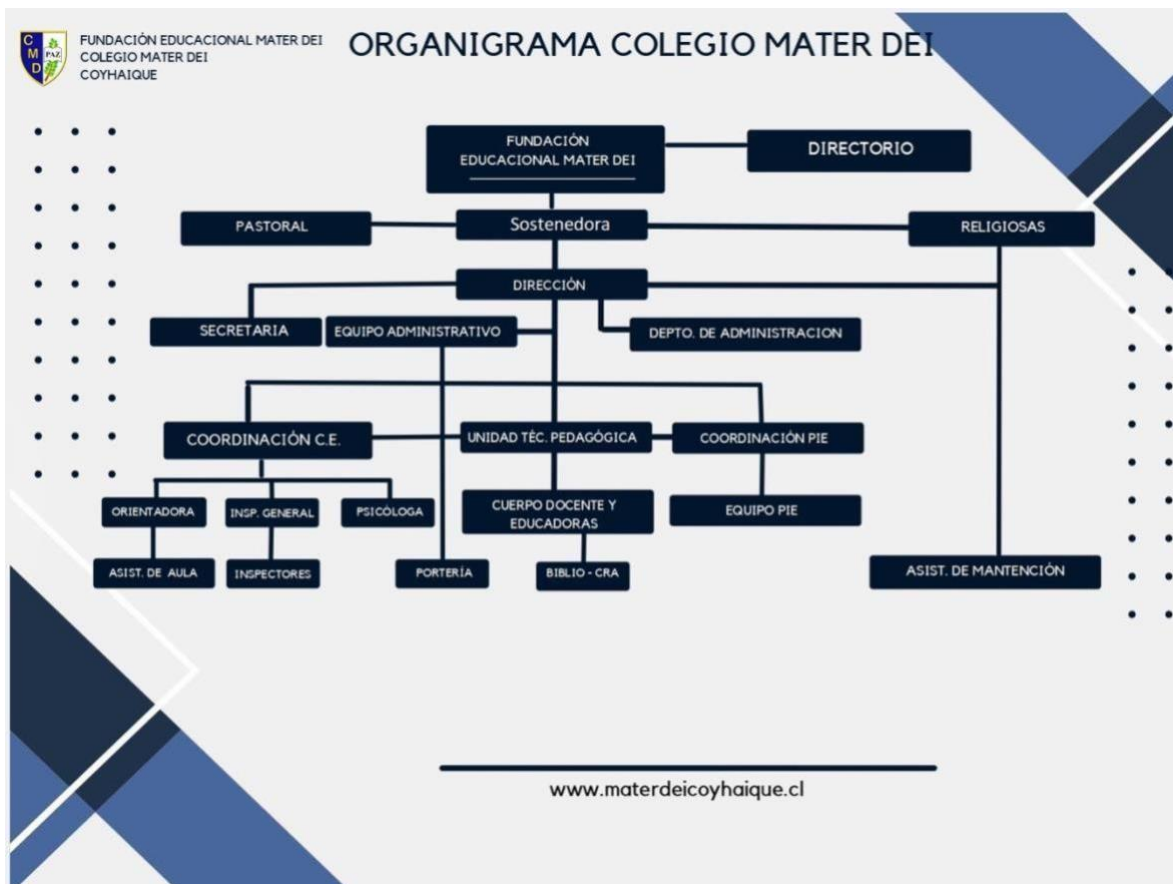 C
M
D
PAZ
FUNDACIÓN EDUCACIONAL MATER DEI
COLEGIO MATER DEI
COYHAIQUE
ORGANIGRAMA COLEGIO MATER DEI
FUNDACIÓN
EDUCACIONAL MATER DEI
DIRECTORIO
PASTORAL
Sostenedora
RELIGIOSAS
DIRECCIÓN
SECRETARIA
EQUIPO ADMINISTRATIVO
DEPTO. DE ADMINISTRACION
COORDINACIÓN C.E.
UNIDAD TÉC. PEDAGÓGICA
COORDINACIÓN PIE
ORIENTADORA
INSP. GENERAL
PSICÓLOGA
CUERPO DOCENTE Y
EDUCADORAS
EQUIPO PIE
ASIST. DE AULA
INSPECTORES
PORTERÍA
BIBLIO - CRA
ASIST. DE MANTENCIÓN
www.materdeicoyhaique.cl